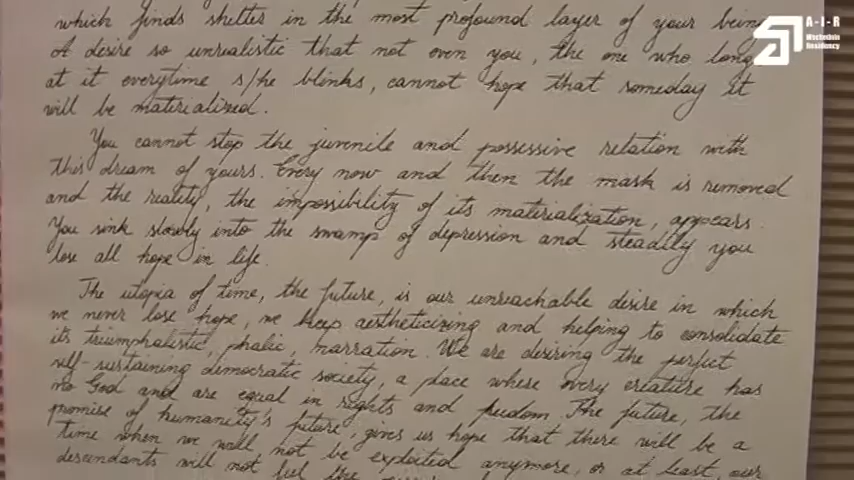 which finds shelter in the most profound layer of your being
A desire so unrealistic that not even you, the one who long
at it everytime s/he blinks, cannot hope that someday it
will be materialized.
You cannot stop the juvenile and possessive relation with
this dream of yours. Every now and then the mask is removed
and the reality, the impossibility of its materialization, appears.
You sink slowly into the swamp of depression and steadily you
lose all hope in life.
The utopia of time, the future, is our unreachable desire in which
we never lose hope, we keep aestheticizing and helping to consolidate
its triumphalistic, phalic, narration. We are desiring the perfect
self-sustaining democratic society, a place where every creature has
no God and are equal in rights and freedom. The future, the
promise of humanity's future, gives us hope that there will be a
time when we will not be exploited anymore, or at least, our
descendants will not feel the
A-I-R
Wschodnia
Residency